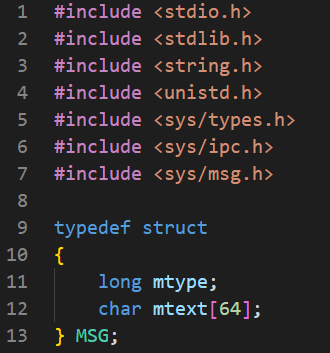 1 #include <stdio.h>
2 #include <stdlib.h>
3 #include <string.h>
4 #include <unistd.h>
5 #include <sys/types.h>
6 #include <sys/ipc.h>
7 #include <sys/msg.h>
8
9 typedef struct
10 {
11     long mtype;
12     char mtext[64];
13 } MSG;